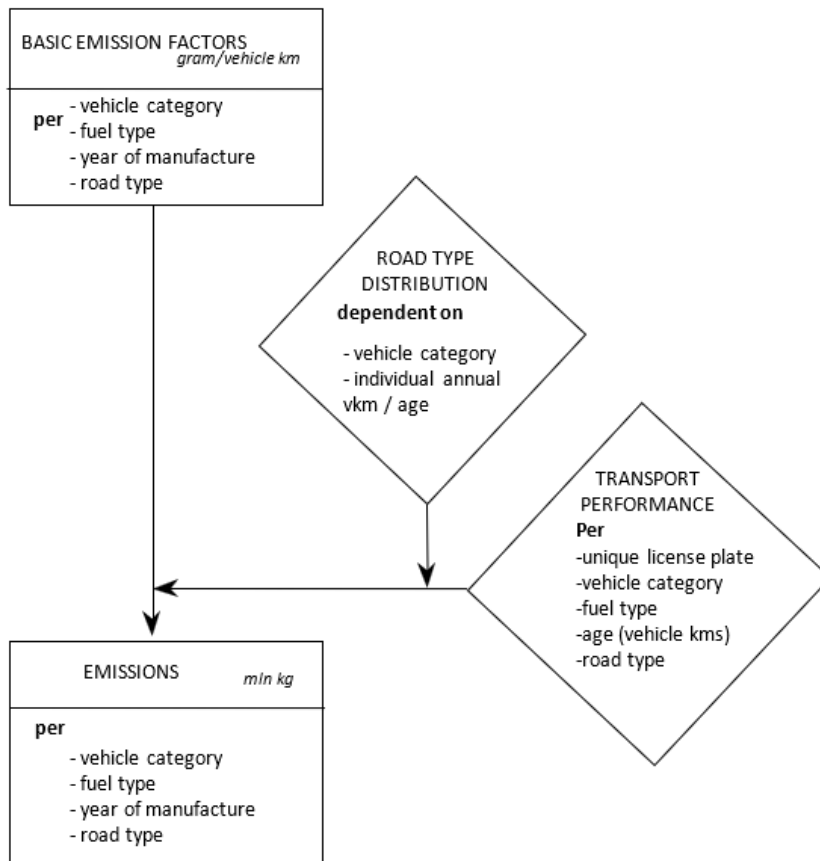 BASIC EMISSION FACTORS
gram/vehicle km
per
- vehicle category
- fuel type
- year of manufacture
- road type
ROAD TYPE
DISTRIBUTION
dependent on
- vehicle category
- individual annual
vkm / age
TRANSPORT
PERFORMANCE
Per
-unique license plate
-vehicle category
-fuel type
-age (vehicle kms)
-road type
EMISSIONS
mln kg
per
- vehicle category
- fuel type
- year of manufacture
- road type